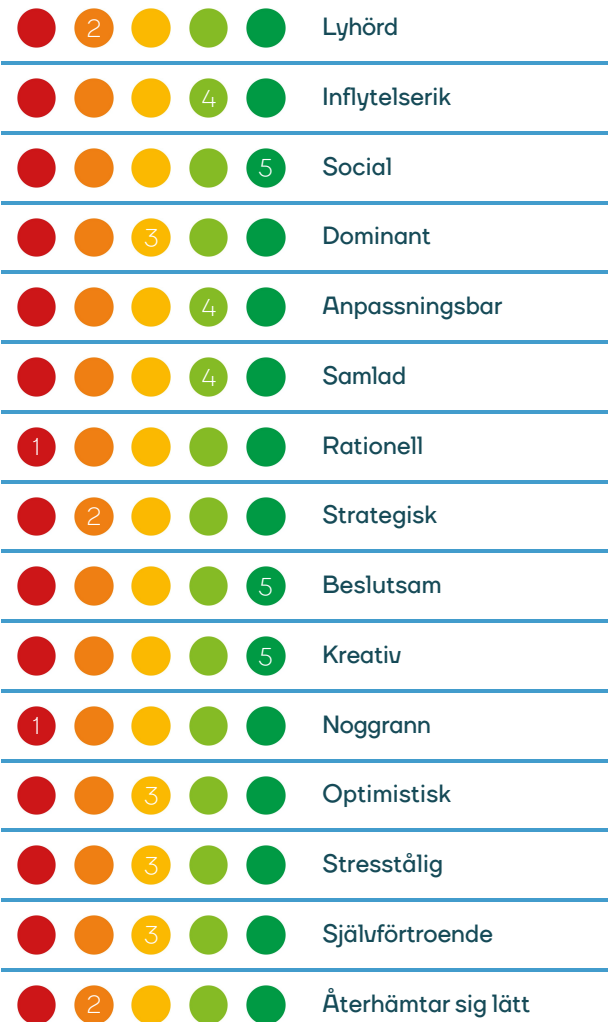 2 Lyhörd
4 Inflytelserik
5 Social
3 Dominant
4 Anpassningsbar
4 Samlad
1 Rationell
2 Strategisk
5 Beslutsam
5 Kreativ
1 Noggrann
3 Optimistisk
3 Stresstålig
3 Självförtroende
2 Återhämtar sig lätt